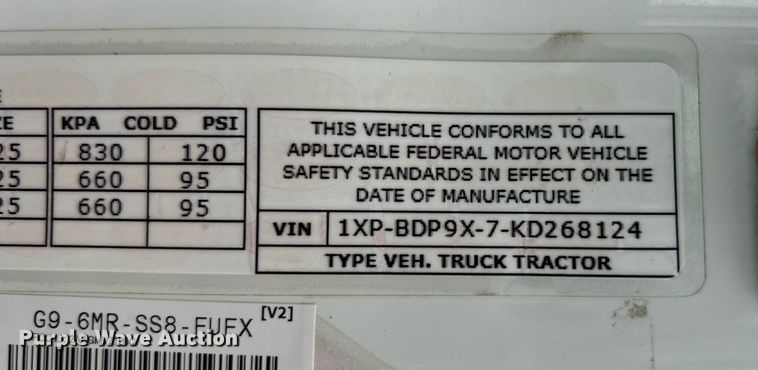 ZE KPA COLD PSI
25 830 120
25 660 95
25 660 95
THIS VEHICLE CONFORMS TO ALL
APPLICABLE FEDERAL MOTOR VEHICLE
SAFETY STANDARDS IN EFFECT ON THE
DATE OF MANUFACTURE
VIN 1XP-BDP9X-7-KD268124
TYPE VEH. TRUCK TRACTOR
G9-6MR-SS8-FUFX [V2]
Purple Wave Auction